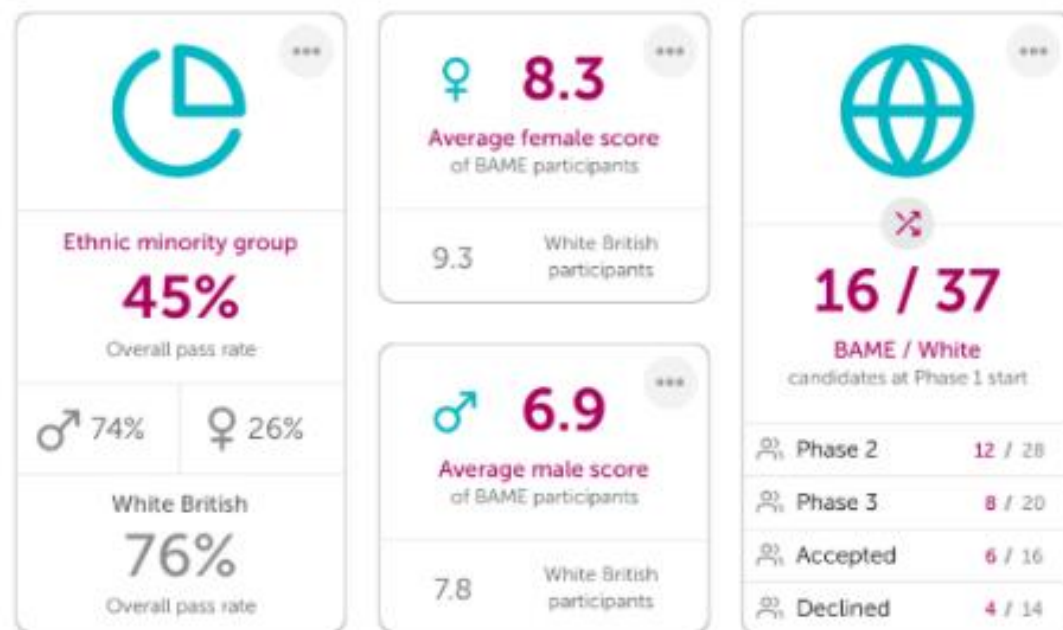 Ethnic minority group
45%
Overall pass rate
74%
26%
White British
76%
Overall pass rate
8.3
Average female score
of BAME participants
9.3
White British
participants
6.9
Average male score
of BAME participants
7.8
White British
participants
16 / 37
BAME / White
candidates at Phase 1 start
Phase 2 12 / 28
Phase 3 8 / 20
Accepted 6 / 16
Declined 4 / 14